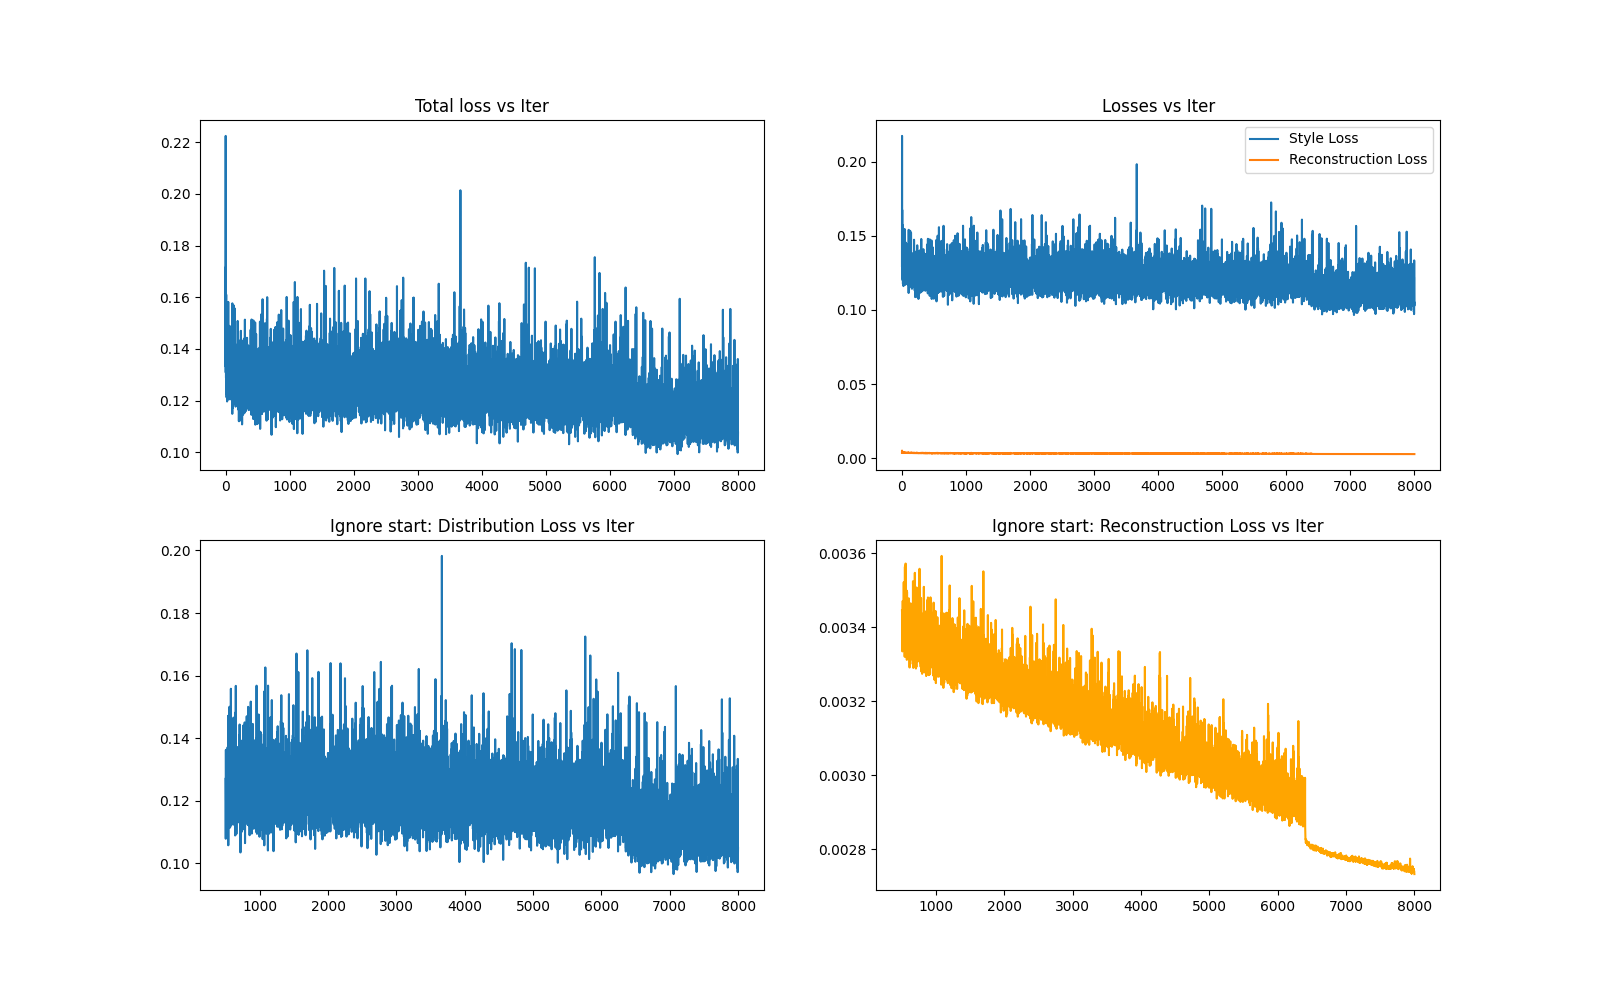 Total loss vs Iter
0.22
0.20
0.18
0.16
0.14
0.12
0.10
0 1000 2000 3000 4000 5000 6000 7000 8000
Losses vs Iter
Style Loss
Reconstruction Loss
0.20
0.15
0.10
0.05
0.00
0 1000 2000 3000 4000 5000 6000 7000 8000
Ignore start: Distribution Loss vs Iter
0.20
0.18
0.16
0.14
0.12
0.10
1000 2000 3000 4000 5000 6000 7000 8000
Ignore start: Reconstruction Loss vs Iter
0.0036
0.0034
0.0032
0.0030
0.0028
1000 2000 3000 4000 5000 6000 7000 8000